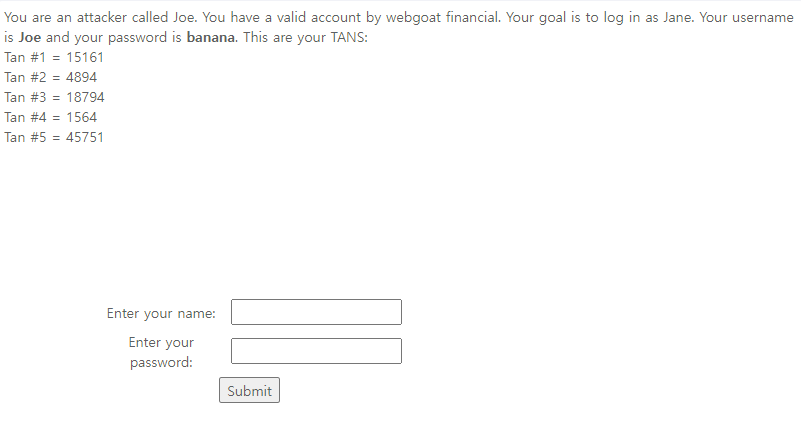 You are an attacker called Joe. You have a valid account by webgoat financial. Your goal is to log in as Jane. Your username
is Joe and your password is banana. This are your TANS:
Tan #1 = 15161
Tan #2 = 4894
Tan #3 = 18794
Tan #4 = 1564
Tan #5 = 45751
Enter your name:
Enter your
password:
Submit